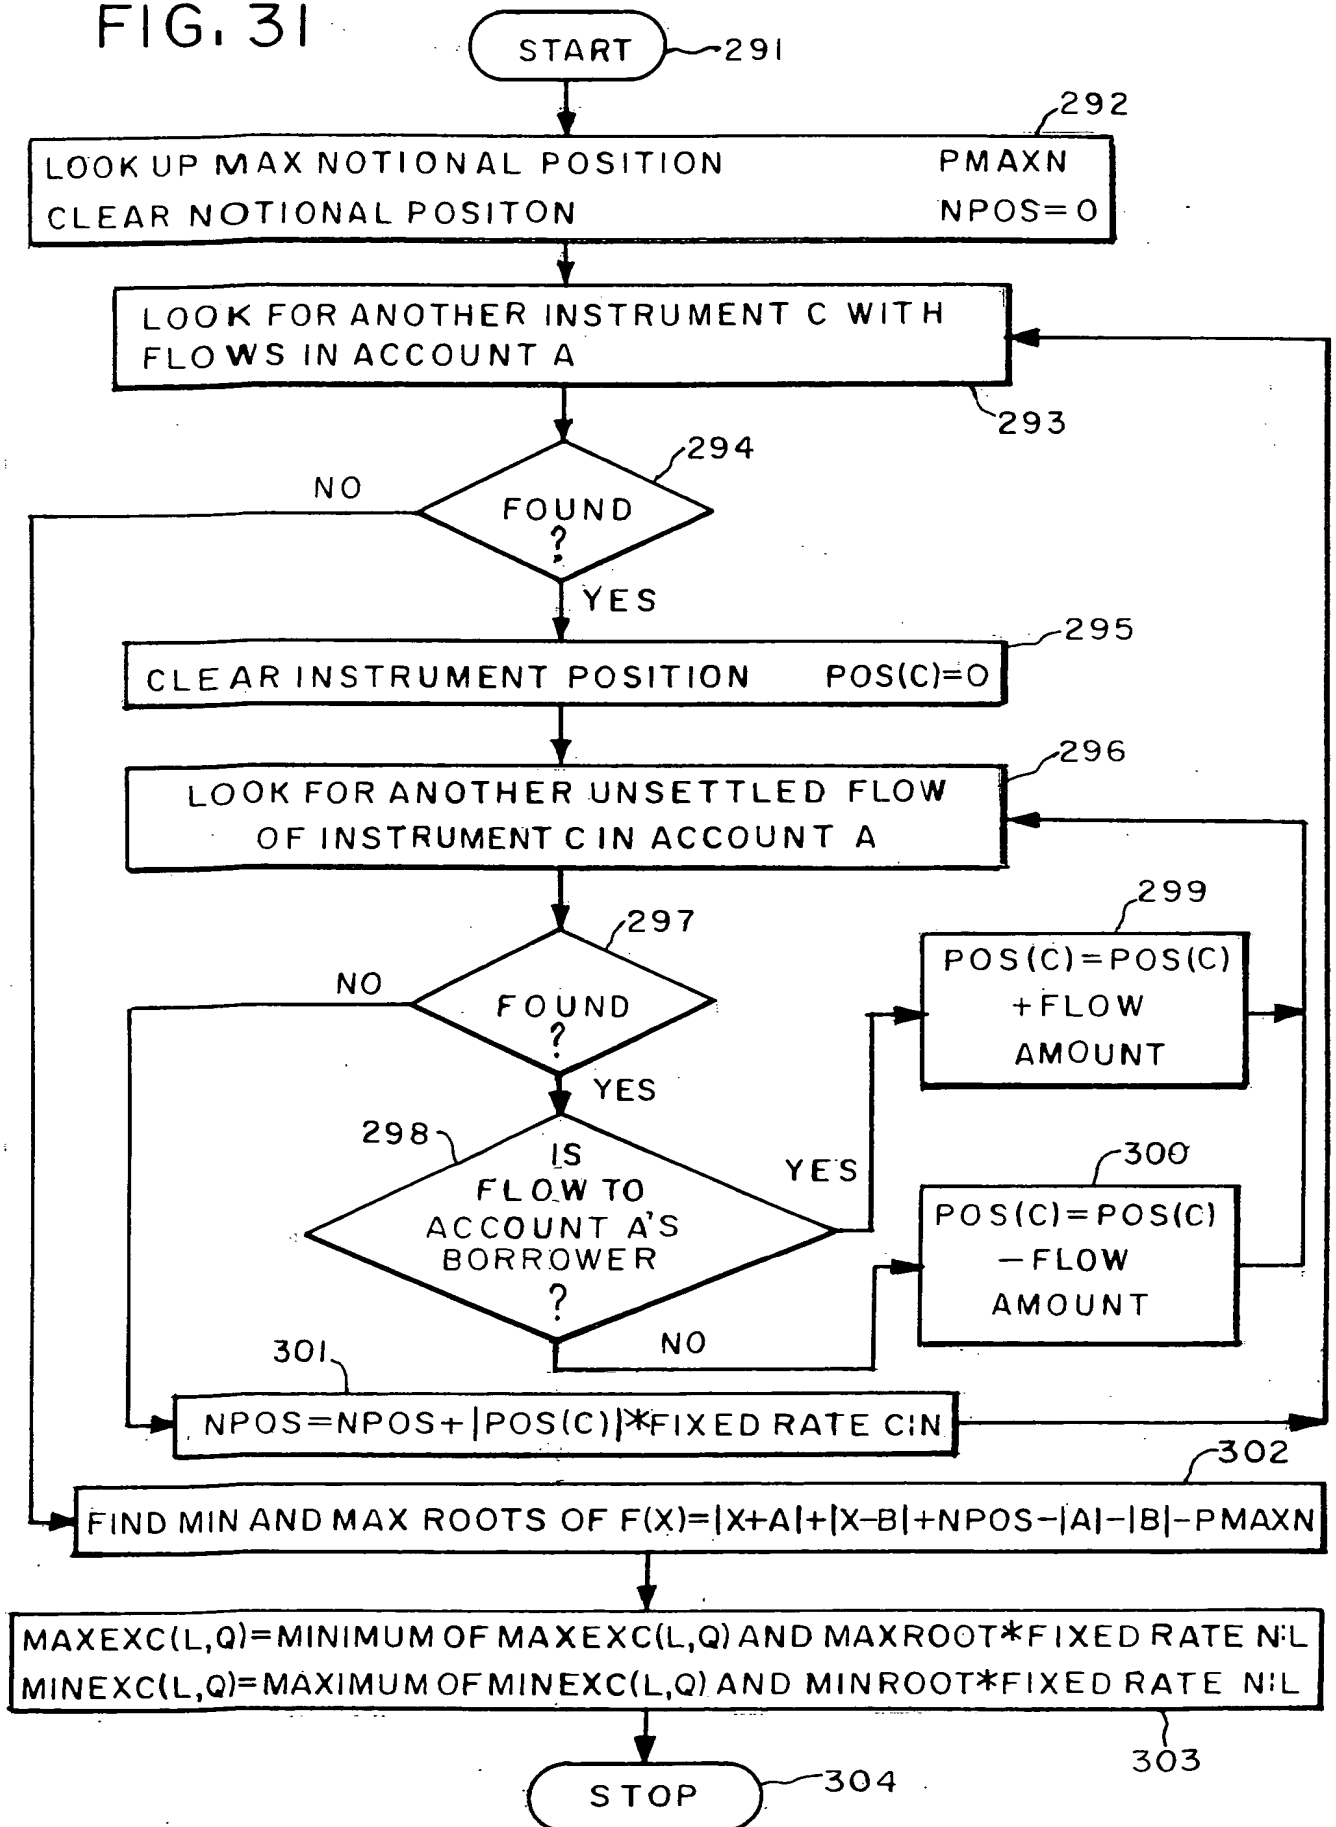 FIG. 31
START
291
292
LOOK UP MAX NOTIONAL POSITION PMAXN
CLEAR NOTIONAL POSITON NPOS=0
LOOK FOR ANOTHER INSTRUMENT C WITH
FLOWS IN ACCOUNT A
293
294
NO
FOUND
?
YES
295
CLEAR INSTRUMENT POSITION POS(C)=0
296
LOOK FOR ANOTHER UNSETTLED FLOW
OF INSTRUMENT C IN ACCOUNT A
297
299
NO
FOUND
?
YES
POS(C)=POS(C)
+FLOW
AMOUNT
298
IS
FLOW TO
ACCOUNT A'S
BORROWER
?
YES
NO
300
POS(C)=POS(C)
-FLOW
AMOUNT
301
NPOS=NPOS+|POS(C)|*FIXED RATE C:N
302
FIND MIN AND MAX ROOTS OF F(X)=|X+A|+|X-B|+NPOS-|A|-|B|-PMAXN
MAXEXC(L,Q)=MINIMUM OF MAXEXC(L,Q) AND MAXROOT*FIXED RATE N:L
MINEXC(L,Q)=MAXIMUM OF MINEXC(L,Q) AND MINROOT*FIXED RATE N:L
303
STOP
304